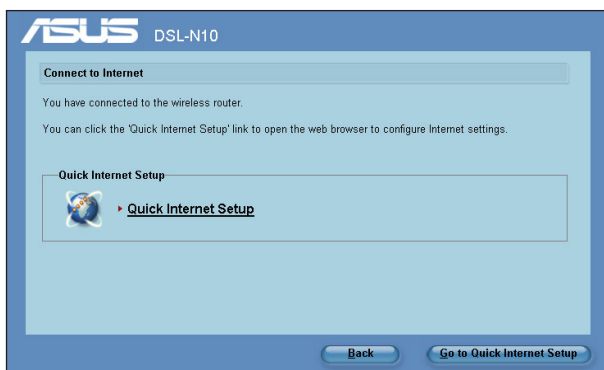 ASUS DSL-N10
Connect to Internet
You have connected to the wireless router.
You can click the 'Quick Internet Setup' link to open the web browser to configure Internet settings.
Quick Internet Setup
Quick Internet Setup
Back
Go to Quick Internet Setup